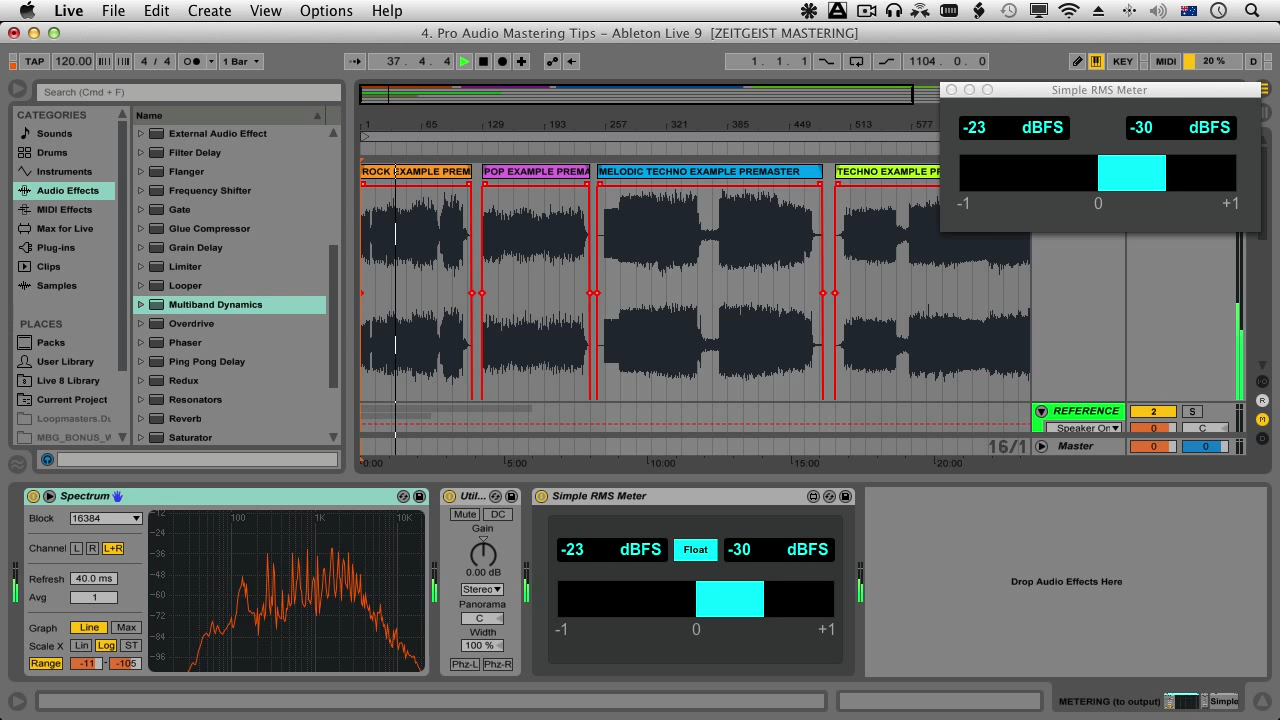 Live File Edit Create View Options Help
4. Pro Audio Mastering Tips - Ableton Live 9 [ZEITGEIST MASTERING]
TAP 120.00 4 / 4 1 Bar 37. 4. 4 1. 1. 1 1104. 0. 0 KEY MIDI 20 % D
Search (Cmd + F)
CATEGORIES
Sounds
Drums
Instruments
Audio Effects
MIDI Effects
Max for Live
Plug-ins
Clips
Samples
PLACES
Packs
User Library
Live 8 Library
Current Project
Loopmasters.Du
MBG_BONUS_W
Name
External Audio Effect
Filter Delay
Flanger
Frequency Shifter
Gate
Glue Compressor
Grain Delay
Limiter
Looper
Multiband Dynamics
Overdrive
Phaser
Ping Pong Delay
Redux
Resonators
Reverb
Saturator
1 65 129 193 257 321 385 449 513 577
ROCK EXAMPLE PREM POP EXAMPLE PREMA MELODIC TECHNO EXAMPLE PREMASTER TECHNO EXAMPLE PR
Simple RMS Meter
-23 dBFS -30 dBFS
-1 0 +1
REFERENCE 2 S
Speaker On 0 C
16/1 Master 0 0
0:00 5:00 10:00 15:00 20:00
R
M
D
Spectrum
Block 16384
Channel L R L+R
Refresh 40.0 ms
Avg 1
Graph Line Max
Scale X Lin Log ST
Range -11 - -105
100 1K 10K
-12
-24
-36
-48
-60
-72
-84
-96
Util...
Mute DC
Gain
0.00 dB
Stereo
Panorama
C
Width
100 %
Phz-L Phz-R
Simple RMS Meter
-23 dBFS Float -30 dBFS
-1 0 +1
Drop Audio Effects Here
METERING (to output) Simple